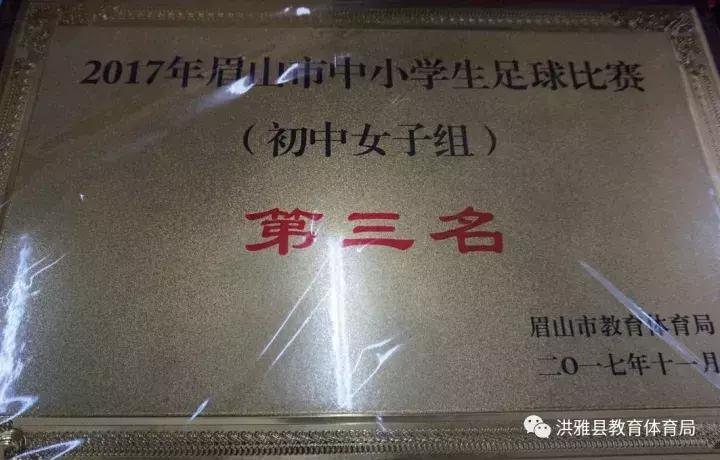 2017年眉山市中小学生足球比赛
（初中女子组）
第三名
眉山市教育体育局
二〇一七年十一月
洪雅县教育体育局